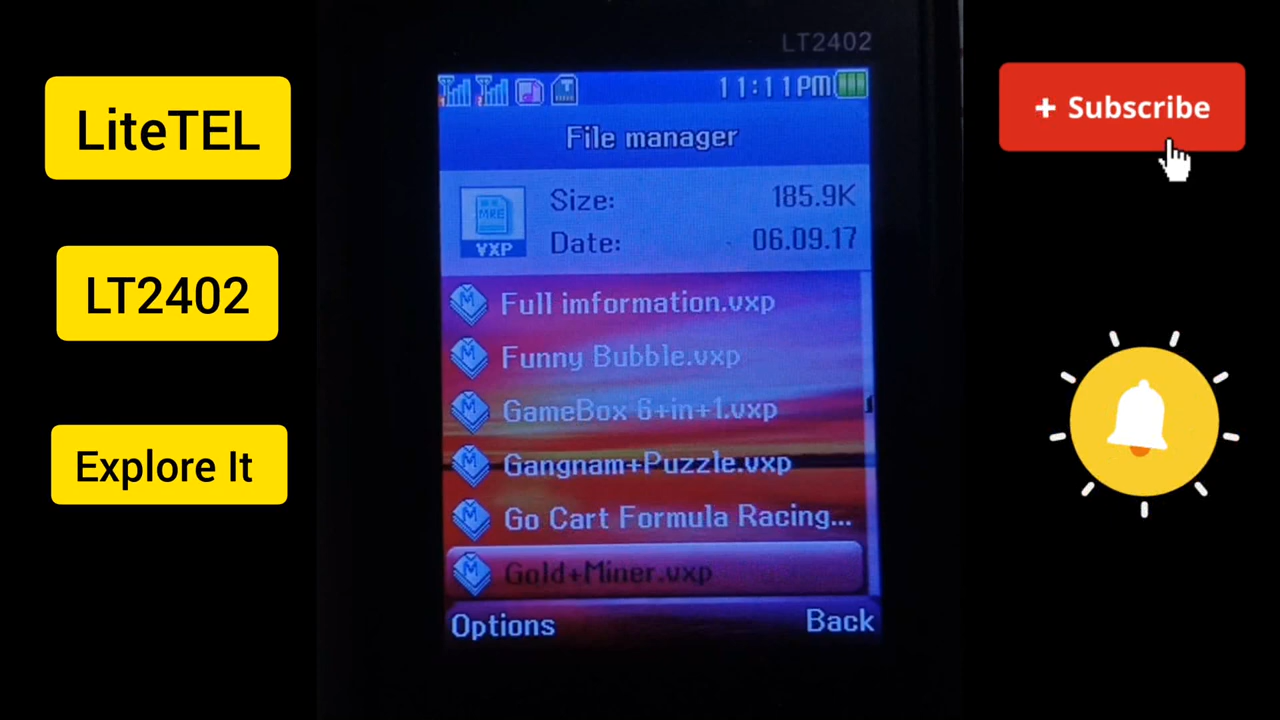 LiteTEL
LT2402
Explore It
LT2402
11:11PM
File manager
MRE
VXP
Size: 185.9K
Date: 06.09.17
Full imformation.vxp
Funny Bubble.vxp
GameBox 6+in+1.vxp
Gangnam+Puzzle.vxp
Go Cart Formula Racing...
Gold+Miner.vxp
Options Back
+ Subscribe